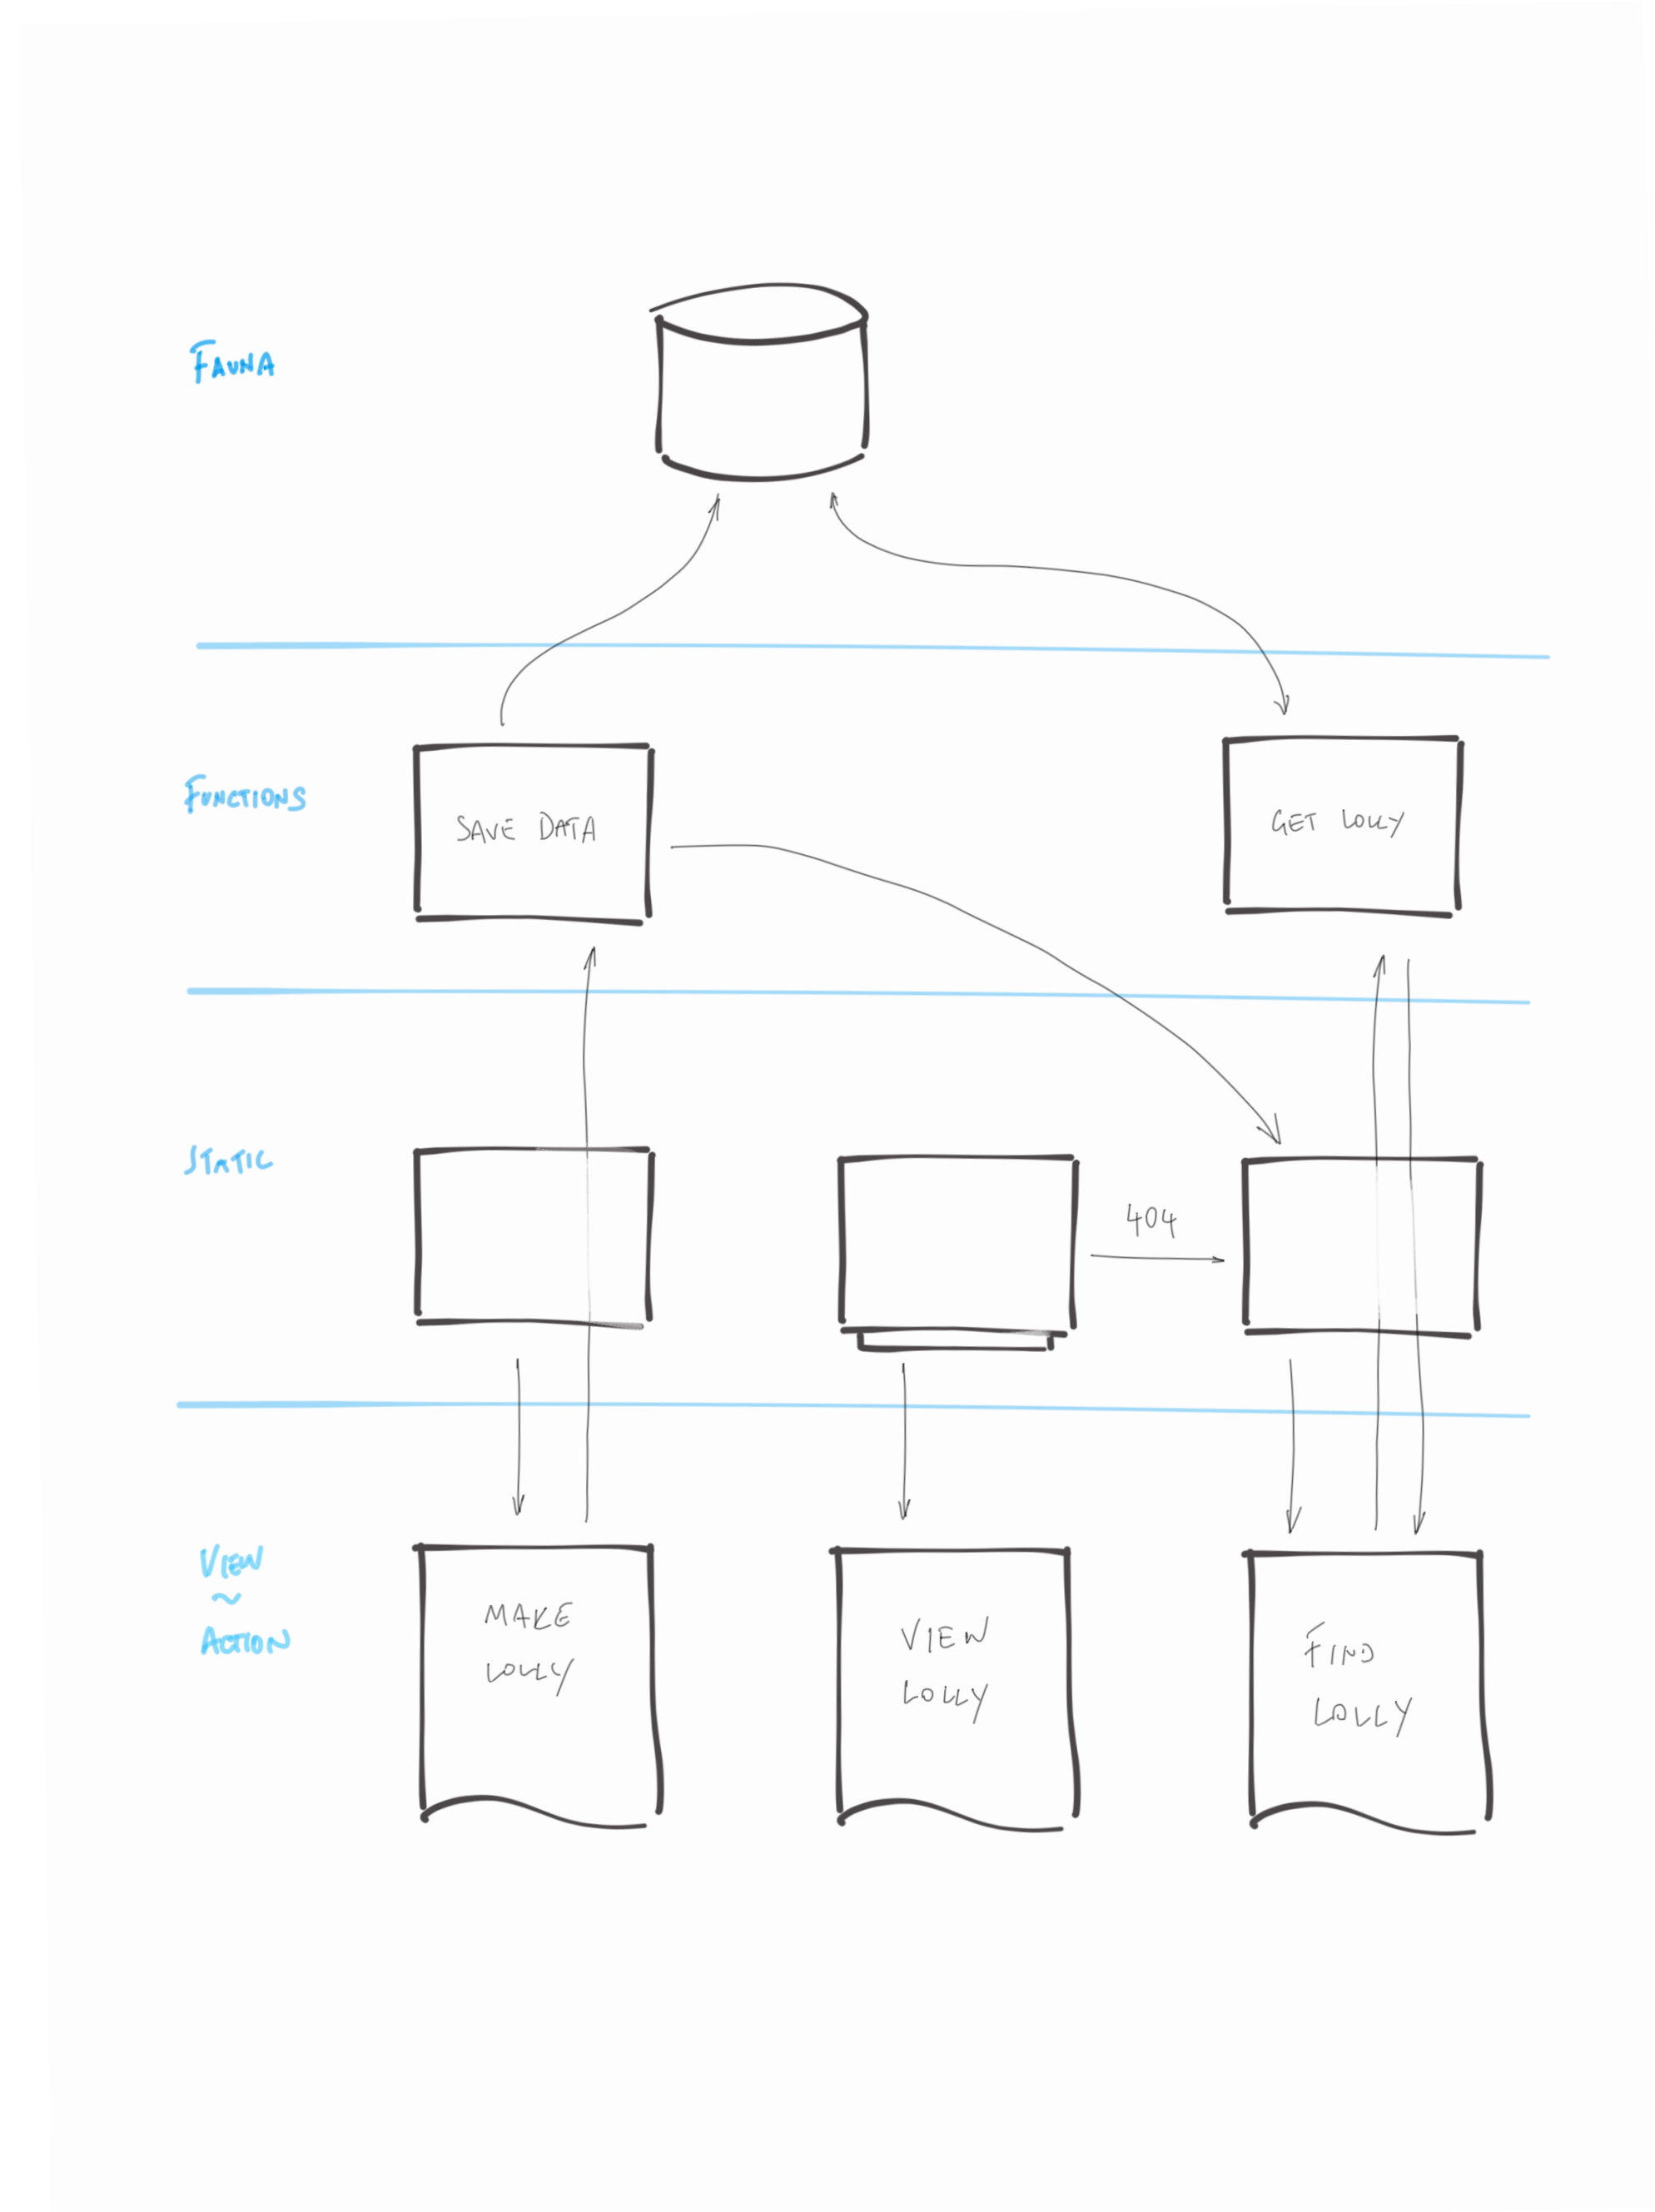 FAUNA
FUNCTIONS
SAVE DATA
GET LOLLY
STATIC
404
VIEW
~
ACTION
MAKE
LOLLY
VIEW
LOLLY
FIND
LOLLY